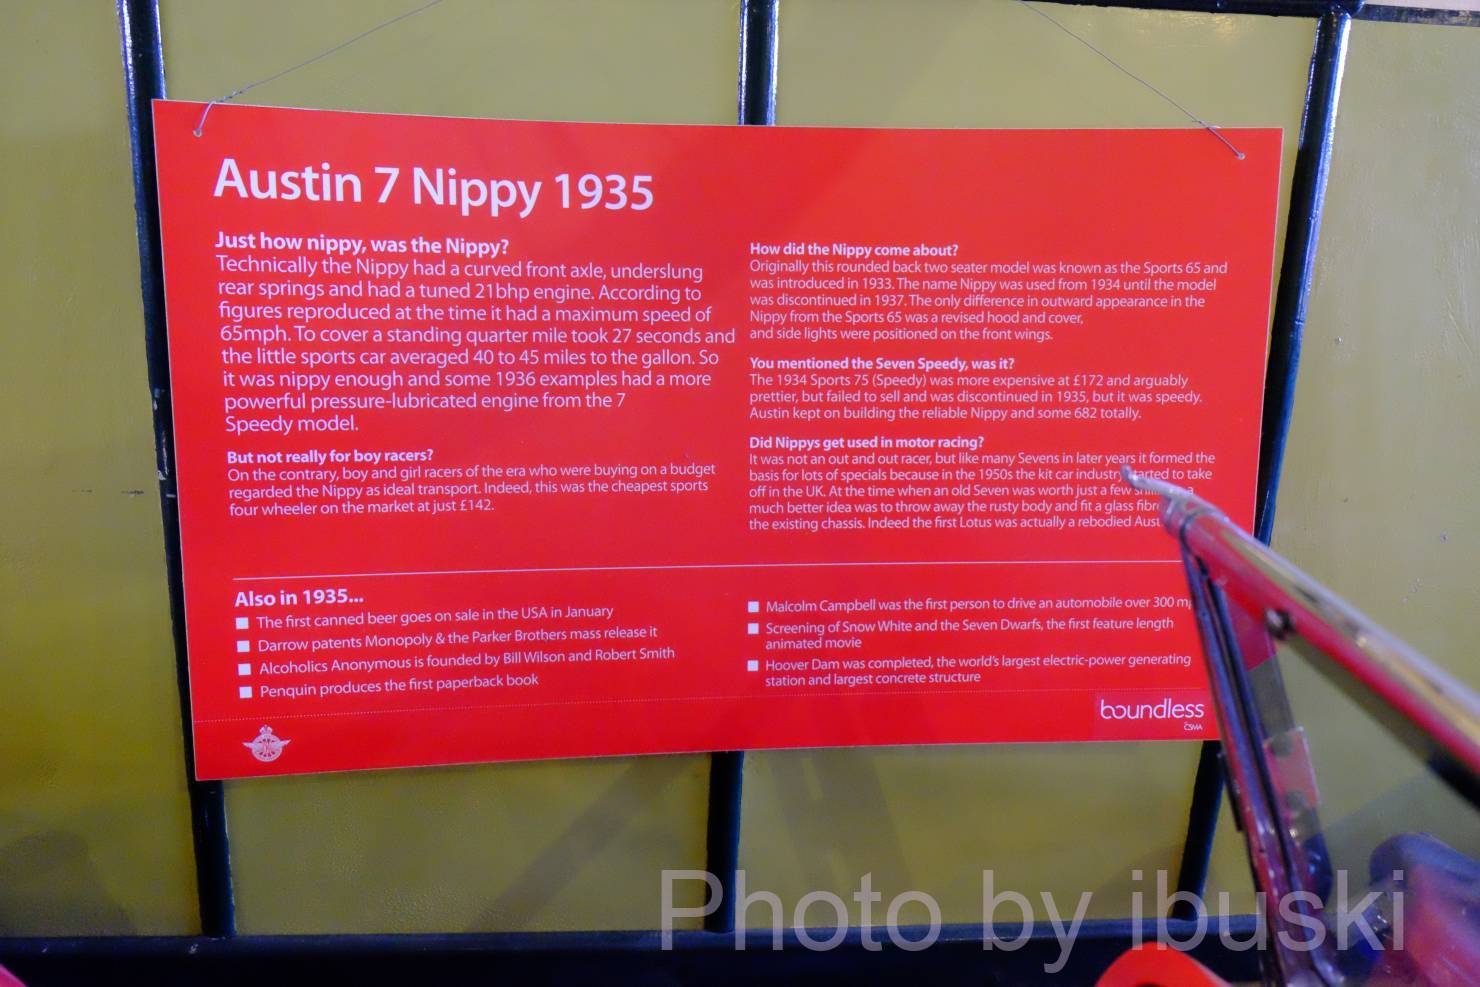 Austin 7 Nippy 1935
Just how nippy, was the Nippy?
Technically the Nippy had a curved front axle, underslung
rear springs and had a tuned 21bhp engine. According to
figures reproduced at the time it had a maximum speed of
65mph. To cover a standing quarter mile took 27 seconds and
the little sports car averaged 40 to 45 miles to the gallon. So
it was nippy enough and some 1936 examples had a more
powerful pressure-lubricated engine from the 7
Speedy model.
But not really for boy racers?
On the contrary, boy and girl racers of the era who were buying on a budget
regarded the Nippy as ideal transport. Indeed, this was the cheapest sports
four wheeler on the market at just £142.
How did the Nippy come about?
Originally this rounded back two seater model was known as the Sports 65 and
was introduced in 1933. The name Nippy was used from 1934 until the model
was discontinued in 1937. The only difference in outward appearance in the
Nippy from the Sports 65 was a revised hood and cover,
and side lights were positioned on the front wings.
You mentioned the Seven Speedy, was it?
The 1934 Sports 75 (Speedy) was more expensive at £172 and arguably
prettier, but failed to sell and was discontinued in 1935, but it was speedy.
Austin kept on building the reliable Nippy and some 682 totally.
Did Nippys get used in motor racing?
It was not an out and out racer, but like many Sevens in later years it formed the
basis for lots of specials because in the 1950s the kit car industry started to take
off in the UK. At the time when an old Seven was worth just a few
much better idea was to throw away the rusty body and fit a glass
the existing chassis. Indeed the first Lotus was actually a rebodied
Also in 1935...
The first canned beer goes on sale in the USA in January
Darrow patents Monopoly & the Parker Brothers mass release it
Alcoholics Anonymous is founded by Bill Wilson and Robert Smith
Penquin produces the first paperback book
Malcolm Campbell was the first person to drive an automobile over 300
Screening of Snow White and the Seven Dwarfs, the first feature length
animated movie
Hoover Dam was completed, the world's largest electric-power generating
station and largest concrete structure
boundless
CSMA
Photo by ibuski